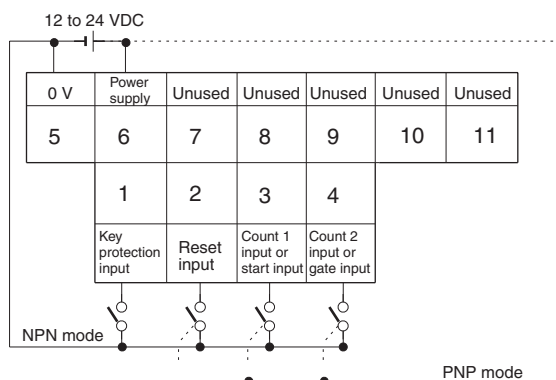 12 to 24 VDC
0 V
Power
supply
Unused
Unused
Unused
Unused
Unused
5
6
7
8
9
10
11
1
2
3
4
Key
protection
input
Reset
input
Count 1
input or
start input
Count 2
input or
gate input
NPN mode
PNP mode